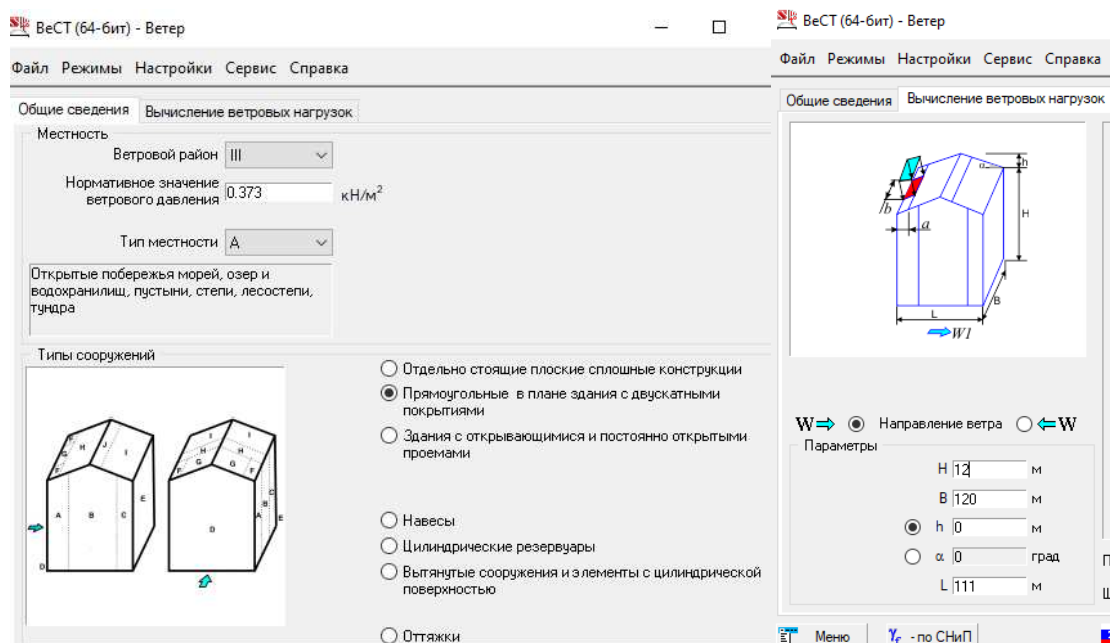 ВеСТ (64-бит) - Ветер
Файл Режимы Настройки Сервис Справка
Общие сведения Вычисление ветровых нагрузок
Местность
Ветровой район III
Нормативное значение
ветрового давления 0.373 кН/м²
Тип местности А
Открытые побережья морей, озер и
водохранилищ, пустыни, степи, лесостепи,
тундра
Типы сооружений
Отдельно стоящие плоские сплошные конструкции
Прямоугольные в плане здания с двускатными
покрытиями
Здания с открывающимися и постоянно открытыми
проемами
Навесы
Цилиндрические резервуары
Вытянутые сооружения и элементы с цилиндрической
поверхностью
Оттяжки
F G H J I
F
A B C E
D
I I
H H
F G G F
D
A B C E
ВеСТ (64-бит) - Ветер
Файл Режимы Настройки Сервис Справка
Общие сведения Вычисление ветровых нагрузок
α h
b
a
H
B
L
W1
W Направление ветра W
Параметры
H 12 м
B 120 м
h 0 м
α 0 град
L 111 м
Меню γf - по СНиП